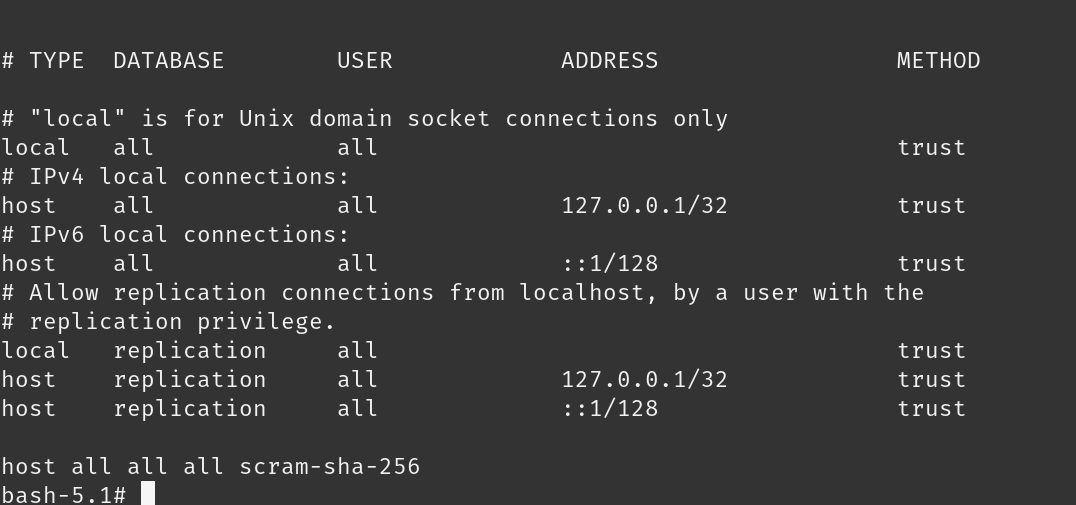 # TYPE  DATABASE        USER            ADDRESS                 METHOD
# "local" is for Unix domain socket connections only
local   all             all                                     trust
# IPv4 local connections:
host    all             all             127.0.0.1/32            trust
# IPv6 local connections:
host    all             all             ::1/128                 trust
# Allow replication connections from localhost, by a user with the
# replication privilege.
local   replication     all                                     trust
host    replication     all             127.0.0.1/32            trust
host    replication     all             ::1/128                 trust
host all all all scram-sha-256
bash-5.1#